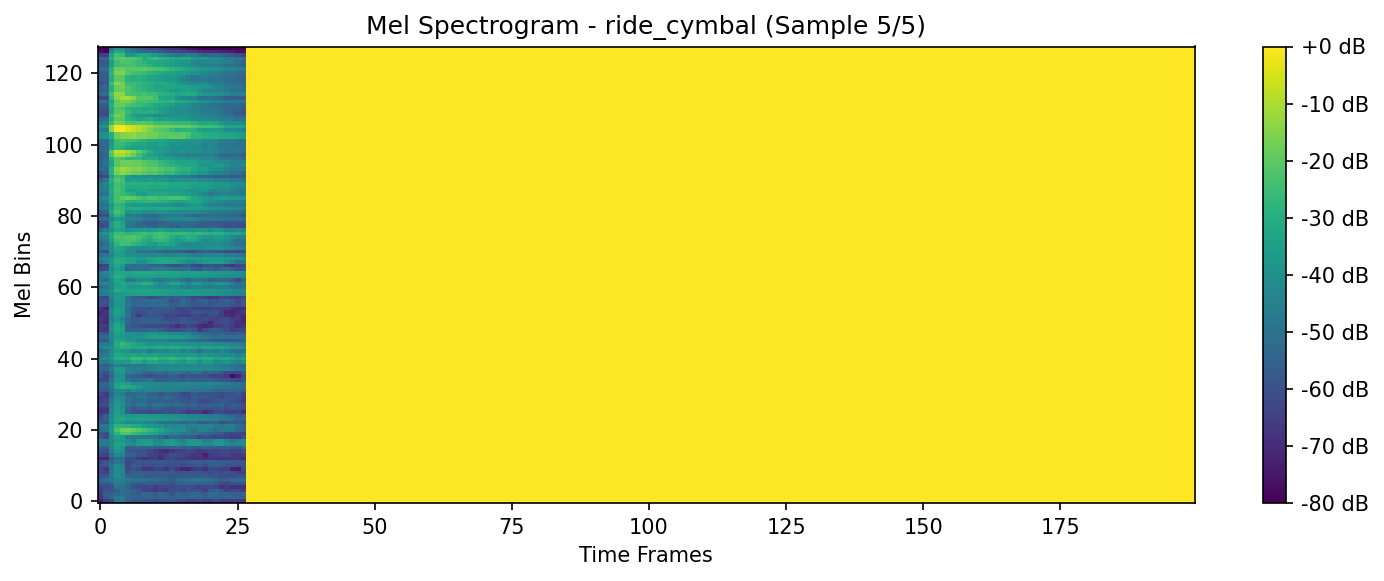 Mel Spectrogram - ride_cymbal (Sample 5/5)
Mel Bins
120
100
80
60
40
20
0
0 25 50 75 100 125 150 175
Time Frames
+0 dB
-10 dB
-20 dB
-30 dB
-40 dB
-50 dB
-60 dB
-70 dB
-80 dB